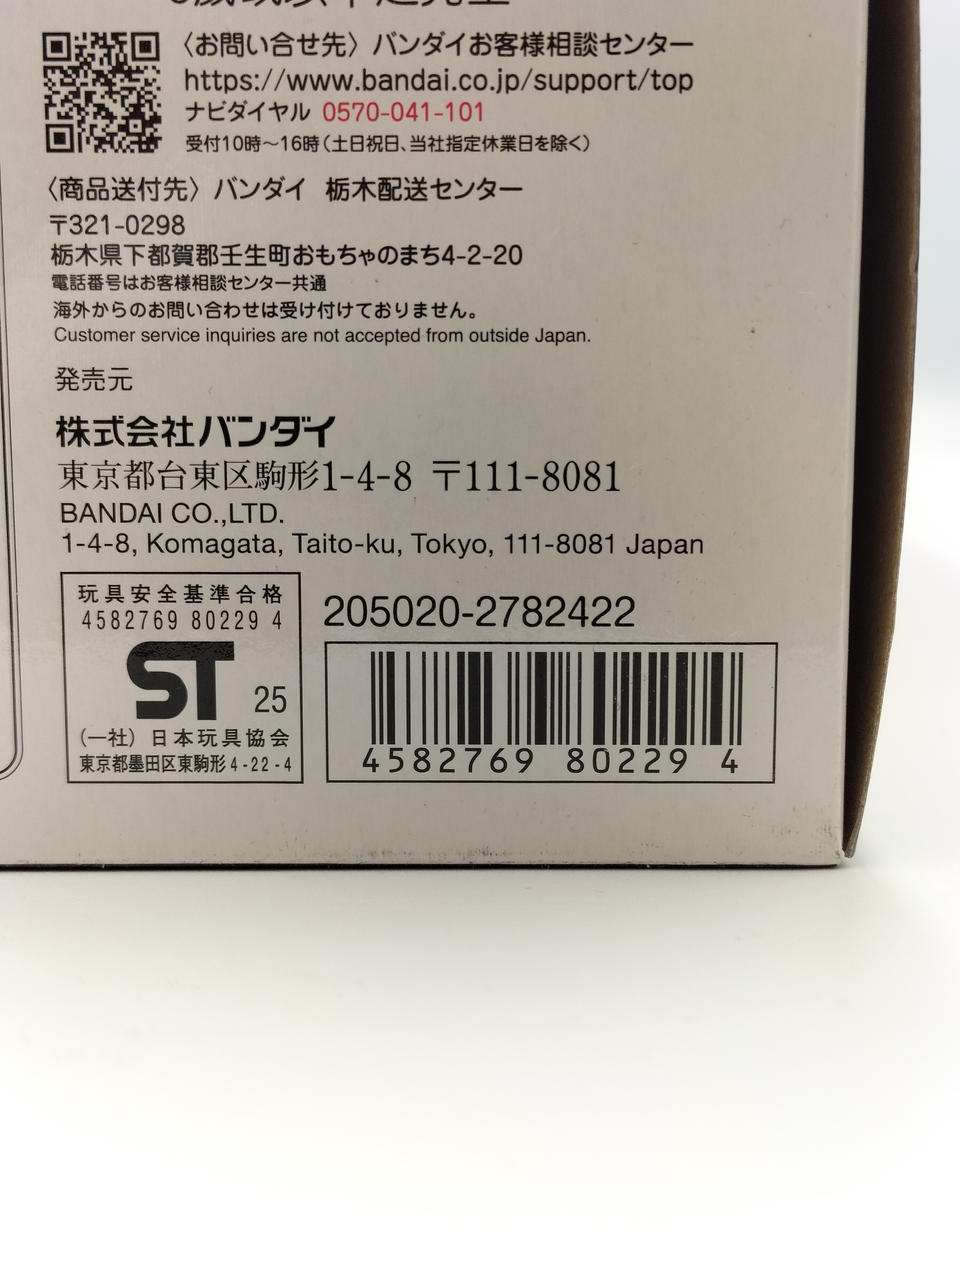 〈お問い合せ先〉バンダイお客様相談センター
https://www.bandai.co.jp/support/top
ナビダイヤル 0570-041-101
受付10時〜16時(土日祝日、当社指定休業日を除く)
〈商品送付先〉バンダイ 栃木配送センター
〒321-0298
栃木県下都賀郡壬生町おもちゃのまち4-2-20
電話番号はお客様相談センター共通
海外からのお問い合わせは受け付けておりません。
Customer service inquiries are not accepted from outside Japan.
発売元
株式会社バンダイ
東京都台東区駒形1-4-8 〒111-8081
BANDAI CO.,LTD.
1-4-8, Komagata, Taito-ku, Tokyo, 111-8081 Japan
玩具安全基準合格
4582769 80229 4
ST 25
(一社)日本玩具協会
東京都墨田区東駒形4-22-4
205020-2782422
4582769 80229 4